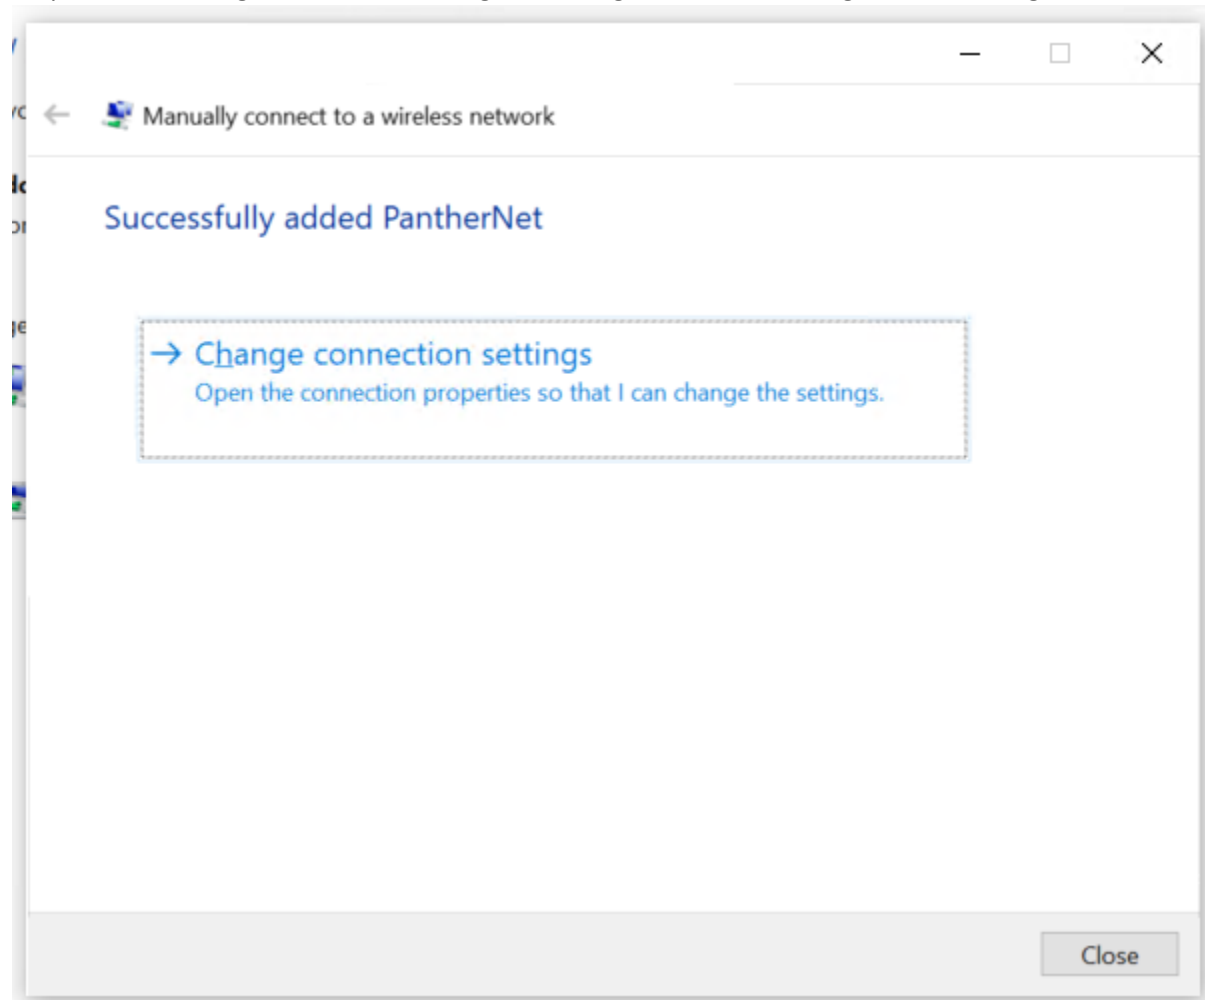 Manually connect to a wireless network
Successfully added PantherNet
Change connection settings
Open the connection properties so that I can change the settings.
Close